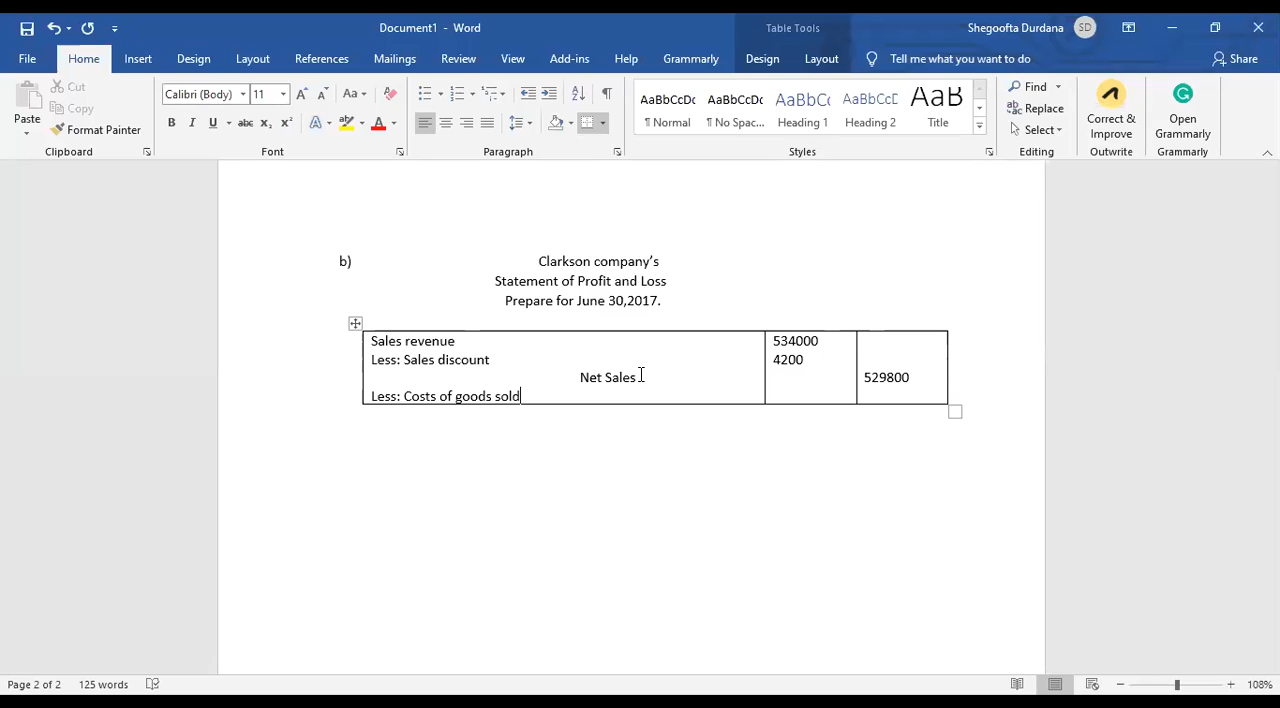 Document1 - Word
Table Tools
Shegoofta Durdana
SD
File
Home
Insert
Design
Layout
References
Mailings
Review
View
Add-ins
Help
Grammarly
Design
Layout
Tell me what you want to do
Share
Paste
Cut
Copy
Format Painter
Clipboard
Calibri (Body)
11
Font
Paragraph
AaBbCcDc
¶ Normal
AaBbCcDc
¶ No Spac...
AaBbCc
Heading 1
AaBbCcD
Heading 2
AaB
Title
Styles
Find
Replace
Select
Editing
Correct &
Improve
Outwrite
Open
Grammarly
Grammarly
b)
Clarkson company’s
Statement of Profit and Loss
Prepare for June 30,2017.
Sales revenue 534000
Less: Sales discount 4200
Net Sales 529800
Less: Costs of goods sold
Page 2 of 2
125 words
108%